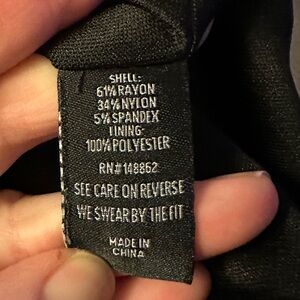 SHELL:
61% RAYON
34% NYLON
5% SPANDEX
LINING:
100% POLYESTER
RN# 148862
SEE CARE ON REVERSE
WE SWEAR BY THE FIT
MADE IN
CHINA